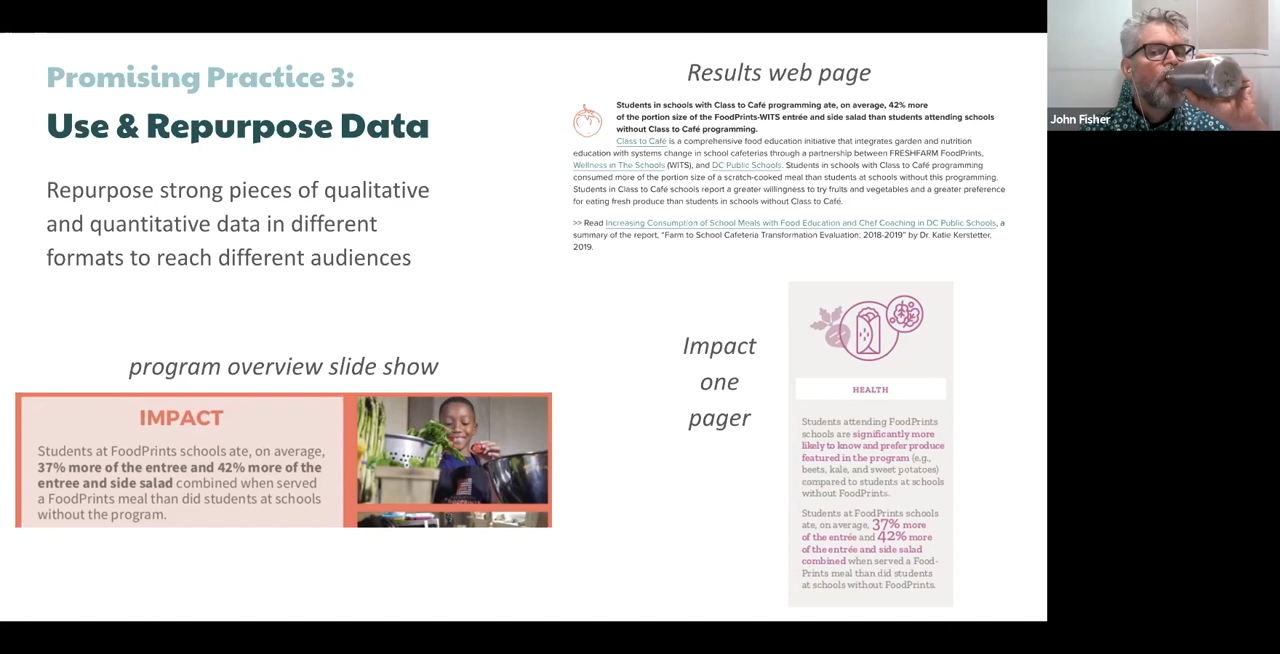 Promising Practice 3:
Use & Repurpose Data
Repurpose strong pieces of qualitative
and quantitative data in different
formats to reach different audiences
program overview slide show
IMPACT
Students at FoodPrints schools ate, on average,
37% more of the entree and 42% more of the
entree and side salad combined when served
a FoodPrints meal than did students at schools
without the program.
Results web page
Students in schools with Class to Café programming ate, on average, 42% more
of the portion size of the FoodPrints-WITS entrée and side salad than students attending schools
without Class to Café programming.
Class to Café is a comprehensive food education initiative that integrates garden and nutrition
education with systems change in school cafeterias through a partnership between FRESHFARM FoodPrints,
Wellness in The Schools (WITS), and DC Public Schools. Students in schools with Class to Café programming
consumed more of the portion size of a scratch-cooked meal than students at schools without this programming.
Students in Class to Café schools report a greater willingness to try fruits and vegetables and a greater preference
for eating fresh produce than students in schools without Class to Café.
>> Read Increasing Consumption of School Meals with Food Education and Chef Coaching in DC Public Schools, a
summary of the report, "Farm to School Cafeteria Transformation Evaluation: 2018-2019" by Dr. Katie Kerstetter.
2019.
Impact
one
pager
HEALTH
Students attending FoodPrints
schools are significantly more
likely to know and prefer produce
featured in the program (e.g.,
beets, kale, and sweet potatoes)
compared to students at schools
without FoodPrints.
Students at FoodPrints schools
ate, on average, 37% more
of the entrée and 42% more
of the entrée and side salad
combined when served a Food-
Prints meal than did students
at schools without FoodPrints.
John Fisher